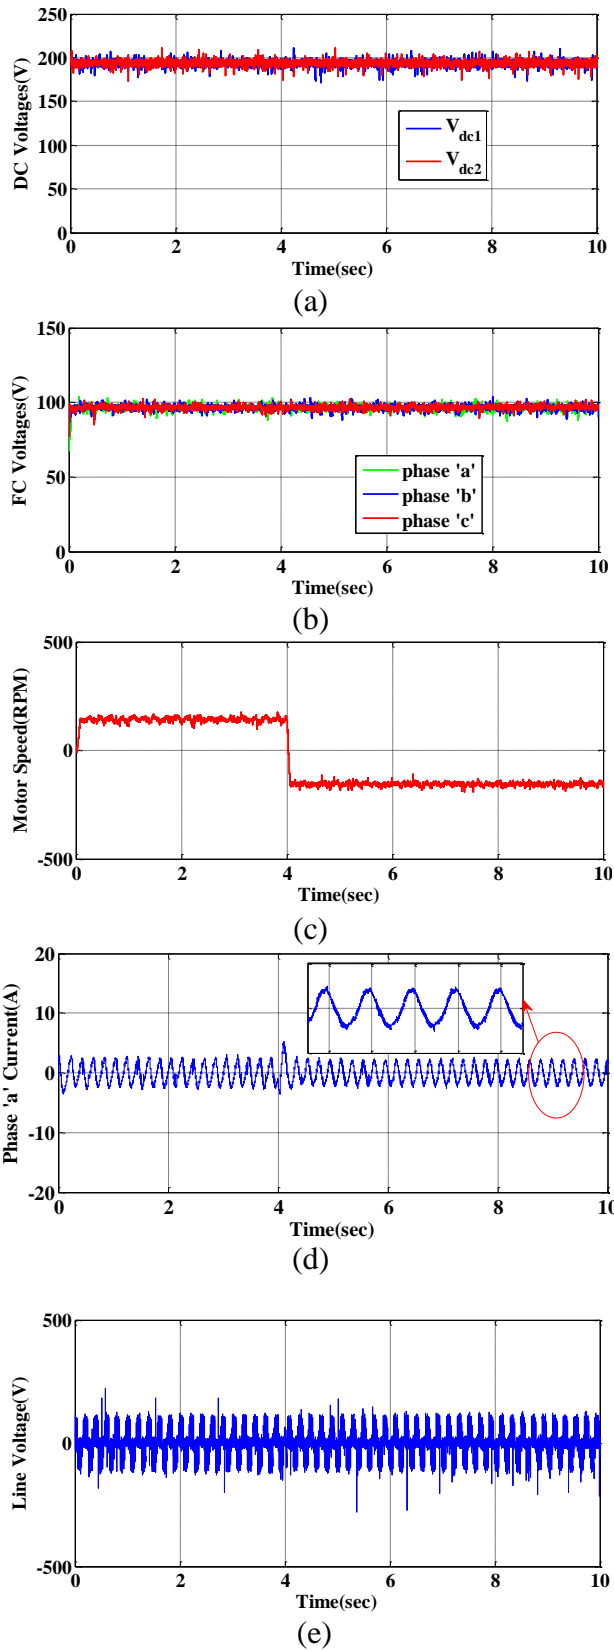 250
200
150
100
50
0
DC Voltages(V)
V_dc1
V_dc2
0 2 4 6 8 10
Time(sec)
(a)
150
100
50
0
FC Voltages(V)
phase 'a'
phase 'b'
phase 'c'
0 2 4 6 8 10
Time(sec)
(b)
500
0
-500
Motor Speed(RPM)
0 2 4 6 8 10
Time(sec)
(c)
20
10
0
-10
-20
Phase 'a' Current(A)
0 2 4 6 8 10
Time(sec)
(d)
500
0
-500
Line Voltage(V)
0 2 4 6 8 10
Time(sec)
(e)